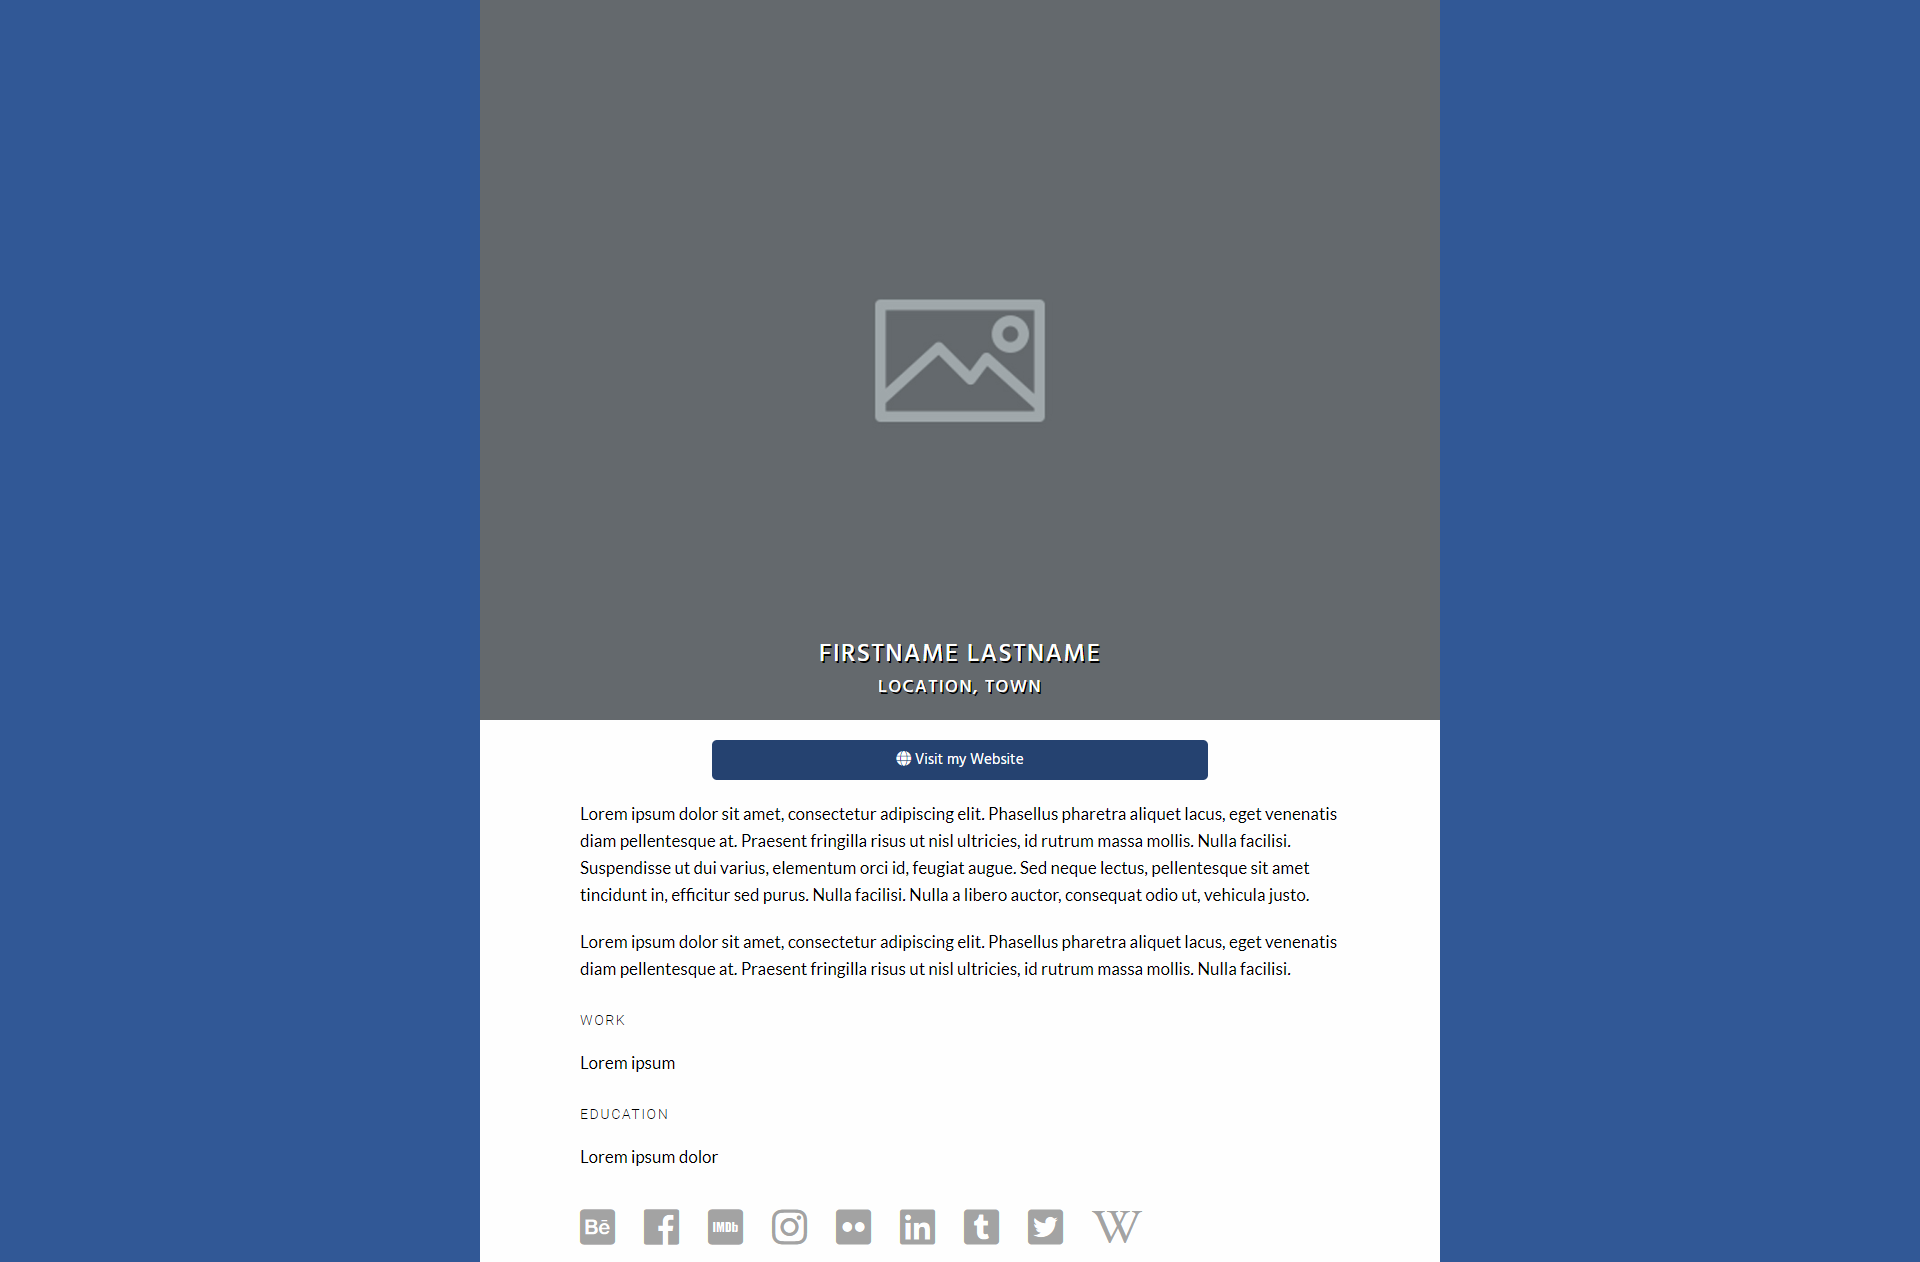 FIRSTNAME LASTNAME
LOCATION, TOWN
Visit my Website
Lorem ipsum dolor sit amet, consectetur adipiscing elit. Phasellus pharetra aliquet lacus, eget venenatis
diam pellentesque at. Praesent fringilla risus ut nisl ultricies, id rutrum massa mollis. Nulla facilisi.
Suspendisse ut dui varius, elementum orci id, feugiat augue. Sed neque lectus, pellentesque sit amet
tincidunt in, efficitur sed purus. Nulla facilisi. Nulla a libero auctor, consequat odio ut, vehicula justo.
Lorem ipsum dolor sit amet, consectetur adipiscing elit. Phasellus pharetra aliquet lacus, eget venenatis
diam pellentesque at. Praesent fringilla risus ut nisl ultricies, id rutrum massa mollis. Nulla facilisi.
WORK
Lorem ipsum
EDUCATION
Lorem ipsum dolor
Bē f IMDb in t W